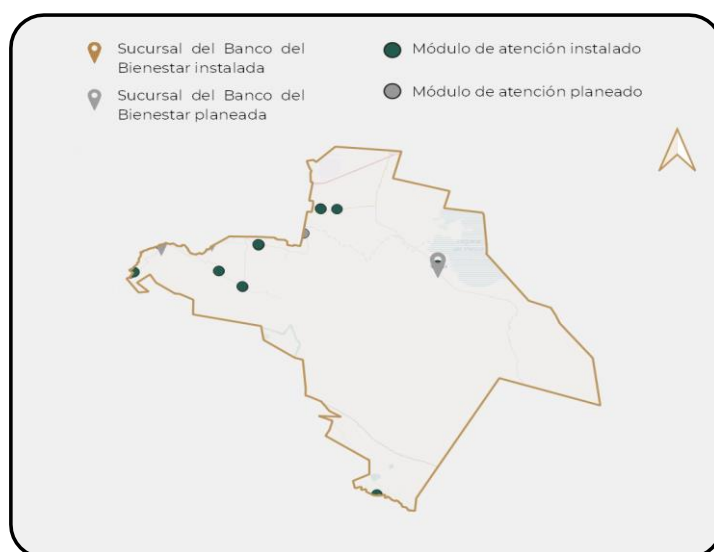 Sucursal del Banco del
Bienestar instalada
Sucursal del Banco del
Bienestar planeada
Módulo de atención instalado
Módulo de atención planeado